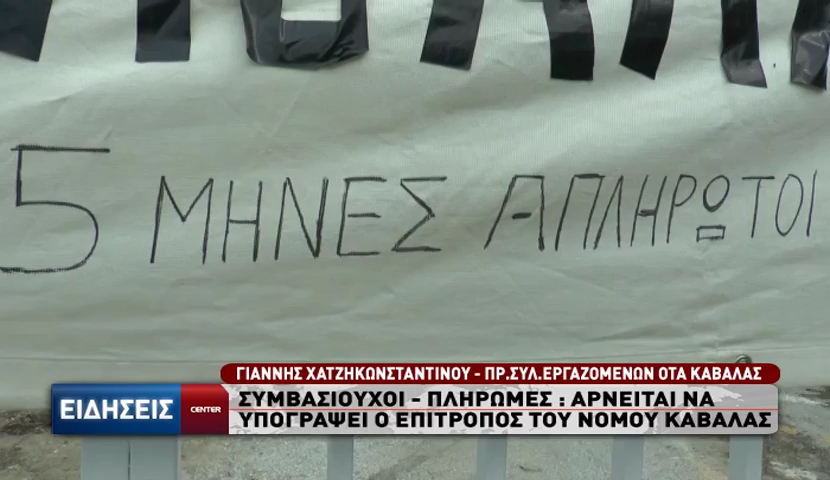 5 ΜΗΝΕΣ ΑΠΛΗΡΩΤΟΙ
ΓΙΑΝΝΗΣ ΧΑΤΖΗΚΩΝΣΤΑΝΤΙΝΟΥ - ΠΡ.ΣΥΛ.ΕΡΓΑΖΟΜΕΝΩΝ ΟΤΑ ΚΑΒΑΛΑΣ
ΕΙΔΗΣΕΙΣ CENTER
ΣΥΜΒΑΣΙΟΥΧΟΙ - ΠΛΗΡΩΜΕΣ : ΑΡΝΕΙΤΑΙ ΝΑ
ΥΠΟΓΡΑΨΕΙ Ο ΕΠΙΤΡΟΠΟΣ ΤΟΥ ΝΟΜΟΥ ΚΑΒΑΛΑΣ